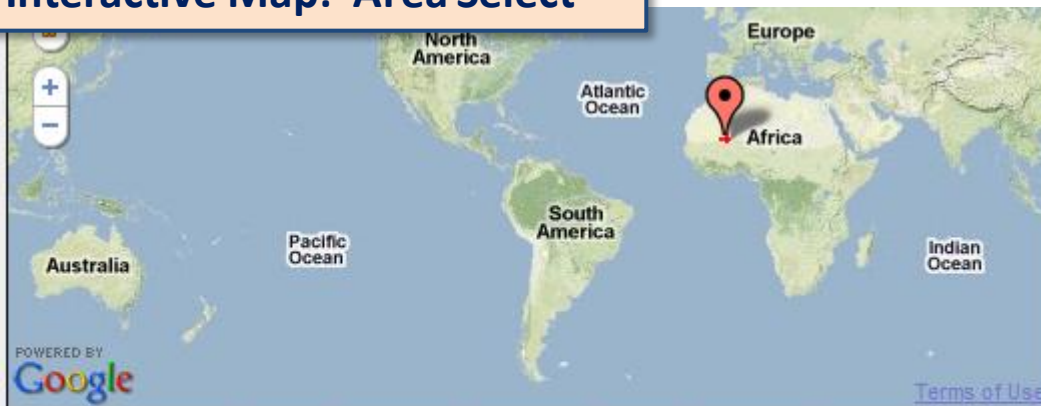 Interactive Map: Area Select
North
America
Europe
Atlantic
Ocean
Africa
South
America
Pacific
Ocean
Australia
Indian
Ocean
+
−
POWERED BY
Google
Terms of Use